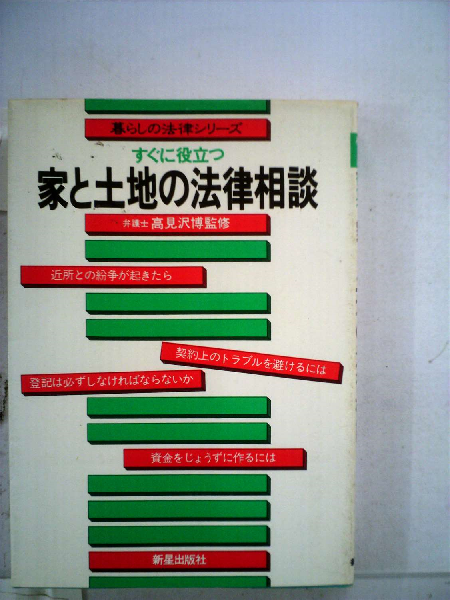 暮らしの法律シリーズ
すぐに役立つ
家と土地の法律相談
弁護士 高見沢博監修
近所との紛争が起きたら
契約上のトラブルを避けるには
登記は必ずしなければならないか
資金をじょうずに作るには
新星出版社